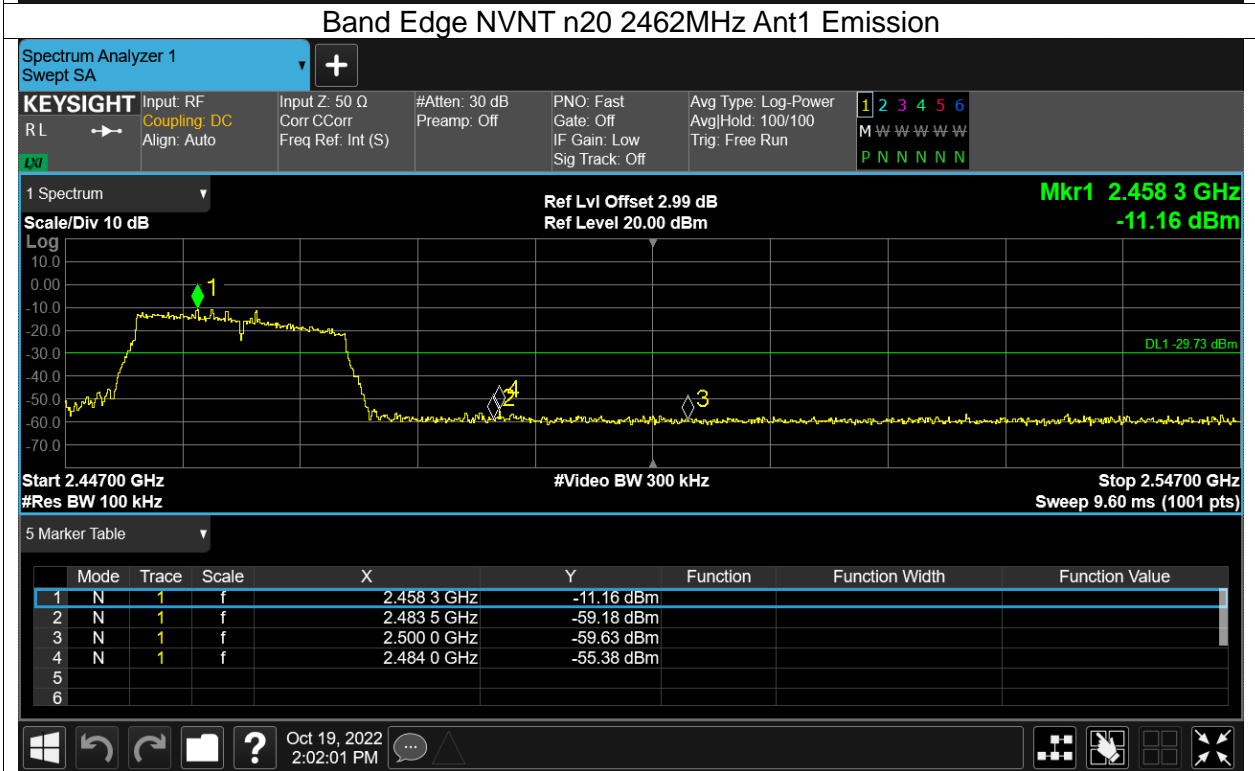 Band Edge NVNT n20 2462MHz Ant1 Emission
Spectrum Analyzer 1
Swept SA
+
KEYSIGHT Input: RF Input Z: 50 Ω #Atten: 30 dB PNO: Fast Avg Type: Log-Power 1 2 3 4 5 6
RL Coupling: DC Corr CCorr Preamp: Off Gate: Off Avg|Hold: 100/100 M W W W W W
Align: Auto Freq Ref: Int (S) IF Gain: Low Trig: Free Run
LXI Sig Track: Off P N N N N N
1 Spectrum Ref Lvl Offset 2.99 dB Mkr1 2.458 3 GHz
Scale/Div 10 dB Ref Level 20.00 dBm -11.16 dBm
Log
10.0
0.00 1
-10.0
-20.0
DL1 -29.73 dBm
-30.0
-40.0
4
-50.0 2 3
-60.0
-70.0
Start 2.44700 GHz #Video BW 300 kHz Stop 2.54700 GHz
#Res BW 100 kHz Sweep 9.60 ms (1001 pts)
5 Marker Table
Mode Trace Scale X Y Function Function Width Function Value
1 N 1 f 2.458 3 GHz -11.16 dBm
2 N 1 f 2.483 5 GHz -59.18 dBm
3 N 1 f 2.500 0 GHz -59.63 dBm
4 N 1 f 2.484 0 GHz -55.38 dBm
5
6
? Oct 19, 2022
2:02:01 PM